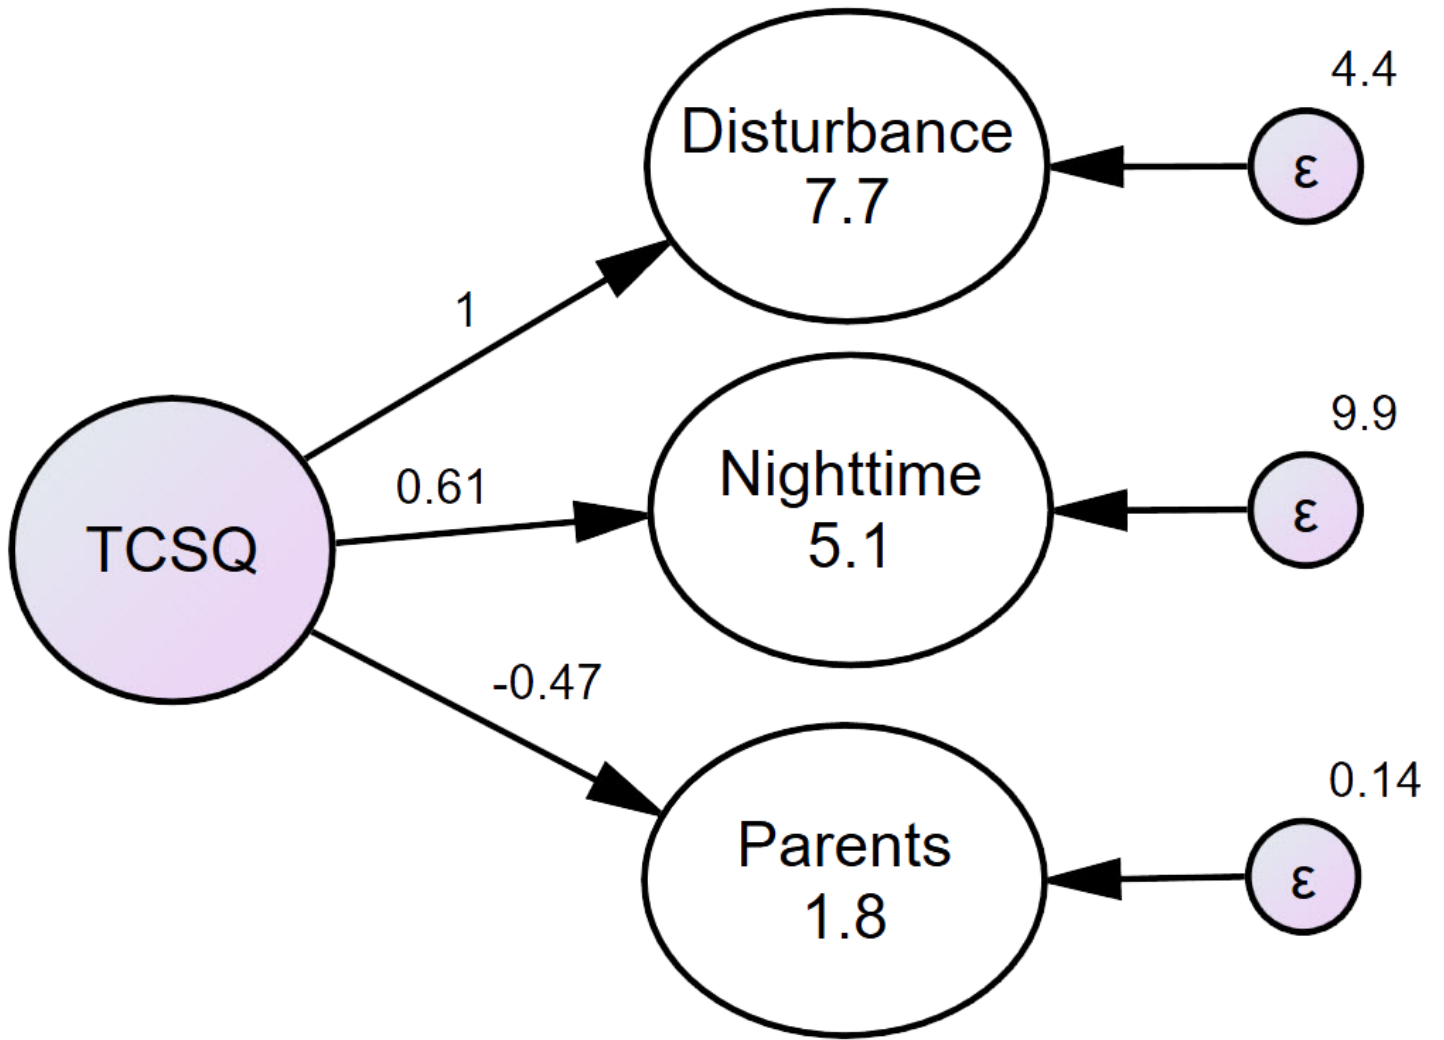 4.4
Disturbance
7.7
ε
1
9.9
Nighttime
5.1
ε
0.61
TCSQ
-0.47
0.14
Parents
1.8
ε